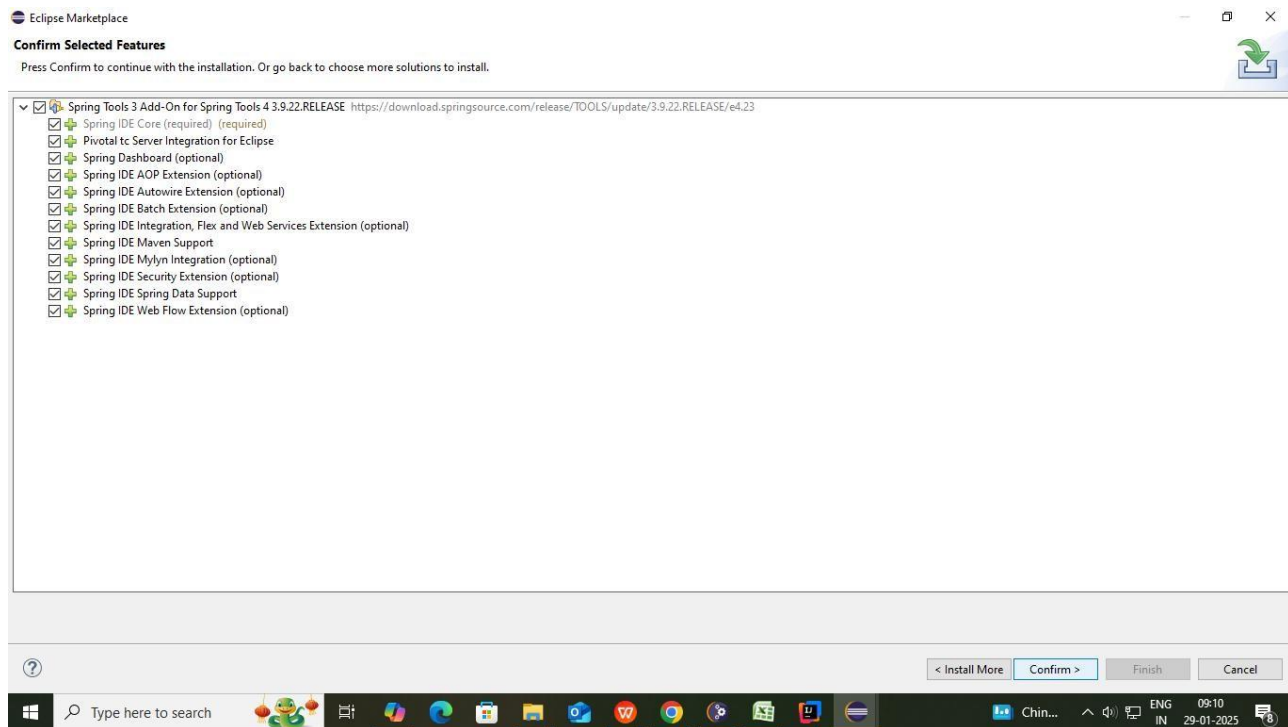 Eclipse Marketplace
Confirm Selected Features
Press Confirm to continue with the installation. Or go back to choose more solutions to install.
Spring Tools 3 Add-On for Spring Tools 4 3.9.22.RELEASE https://download.springsource.com/release/TOOLS/update/3.9.22.RELEASE/e4.23
Spring IDE Core (required) (required)
Pivotal tc Server Integration for Eclipse
Spring Dashboard (optional)
Spring IDE AOP Extension (optional)
Spring IDE Autowire Extension (optional)
Spring IDE Batch Extension (optional)
Spring IDE Integration, Flex and Web Services Extension (optional)
Spring IDE Maven Support
Spring IDE Mylyn Integration (optional)
Spring IDE Security Extension (optional)
Spring IDE Spring Data Support
Spring IDE Web Flow Extension (optional)
< Install More Confirm > Finish Cancel
Type here to search Chin... ENG 09:10
IN 29-01-2025